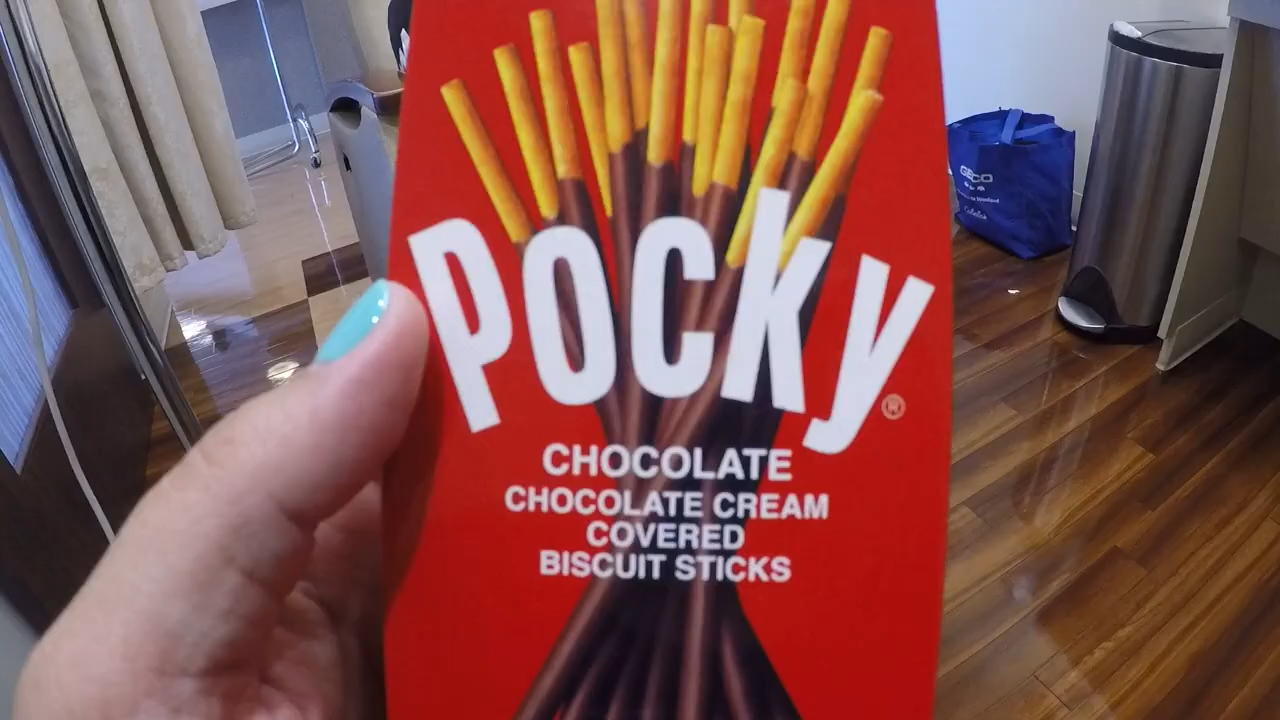 Pocky®
CHOCOLATE
CHOCOLATE CREAM
COVERED
BISCUIT STICKS